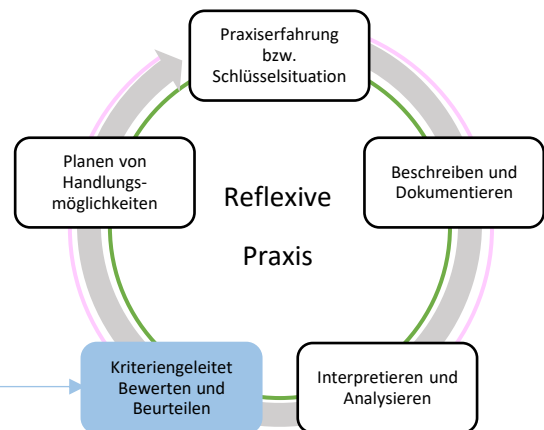 Praxiserfahrung
bzw.
Schlüsselsituation
Planen von
Handlungs-
möglichkeiten
Beschreiben und
Dokumentieren
Reflexive
Praxis
Kriteriengeleitet
Bewerten und
Beurteilen
Interpretieren und
Analysieren